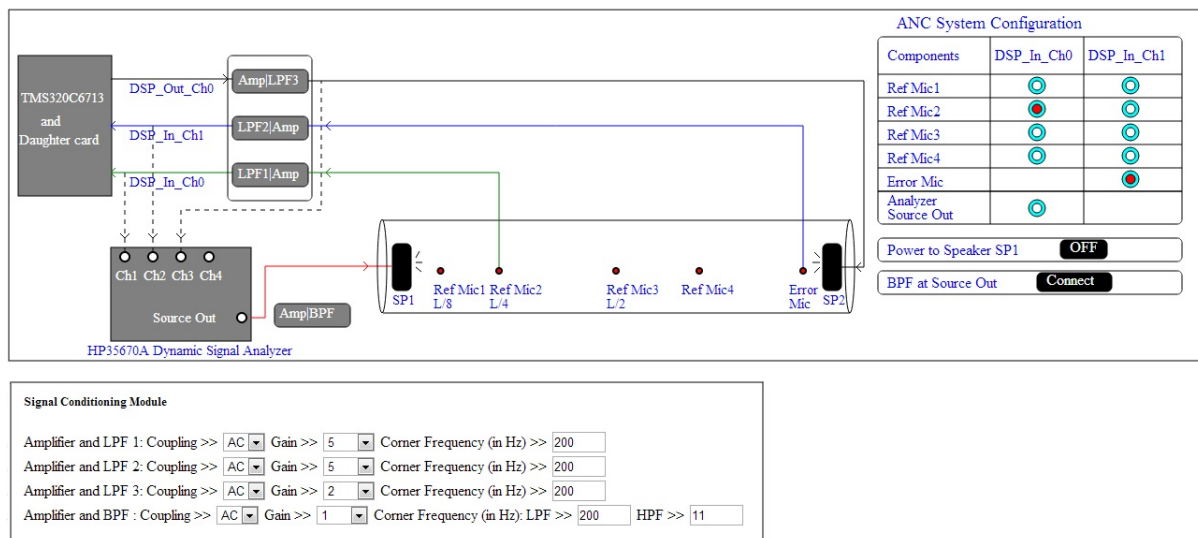 ANC System Configuration
Components DSP_In_Ch0 DSP_In_Ch1
Ref Mic1
Ref Mic2
Ref Mic3
Ref Mic4
Error Mic
Analyzer
Source Out
Power to Speaker SP1 OFF
BPF at Source Out Connect
TMS320C6713
and
Daughter card
DSP_Out_Ch0
DSP_In_Ch1
DSP_In_Ch0
Amp|LPF3
LPF2|Amp
LPF1|Amp
Ch1 Ch2 Ch3 Ch4
Source Out
HP35670A Dynamic Signal Analyzer
Amp|BPF
SP1
Ref Mic1
L/8
Ref Mic2
L/4
Ref Mic3
L/2
Ref Mic4
Error
Mic
SP2
Signal Conditioning Module
Amplifier and LPF 1: Coupling >> AC Gain >> 5 Corner Frequency (in Hz) >> 200
Amplifier and LPF 2: Coupling >> AC Gain >> 5 Corner Frequency (in Hz) >> 200
Amplifier and LPF 3: Coupling >> AC Gain >> 2 Corner Frequency (in Hz) >> 200
Amplifier and BPF : Coupling >> AC Gain >> 1 Corner Frequency (in Hz): LPF >> 200 HPF >> 11